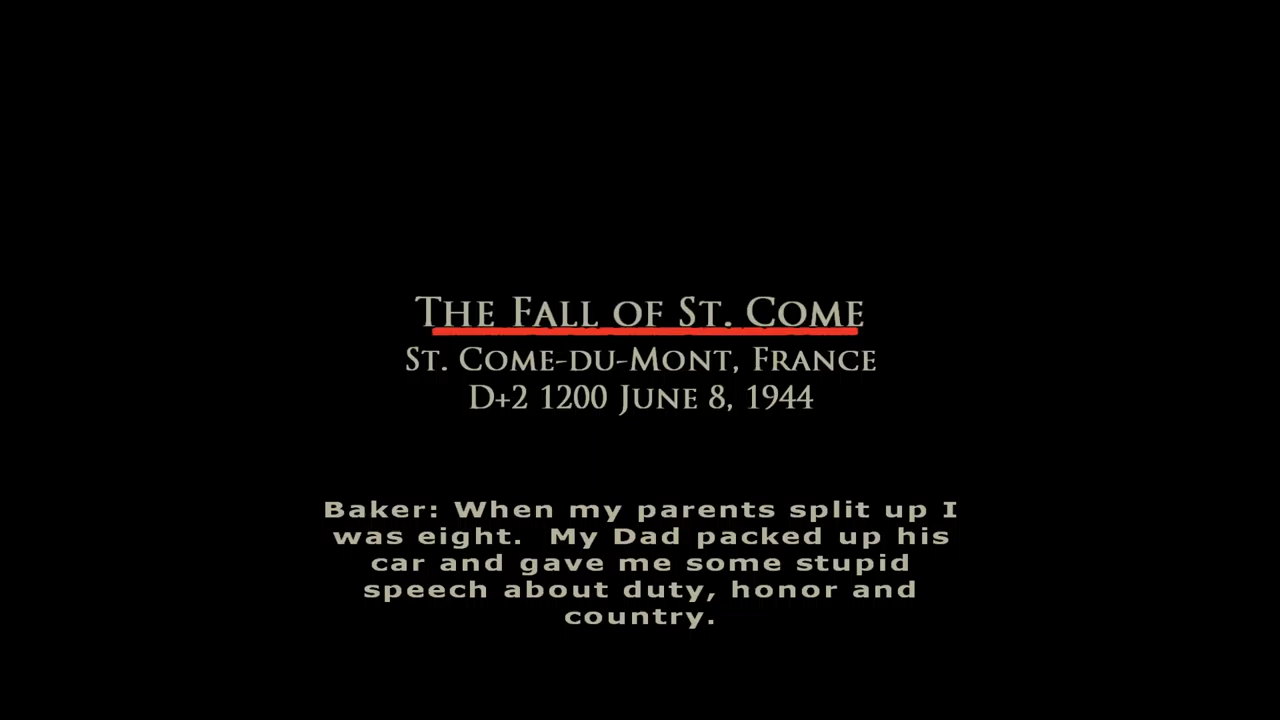 The Fall of St. Come
St. Come-du-Mont, France
D+2 1200 June 8, 1944
Baker: When my parents split up I
was eight.  My Dad packed up his
car and gave me some stupid
speech about duty, honor and
country.